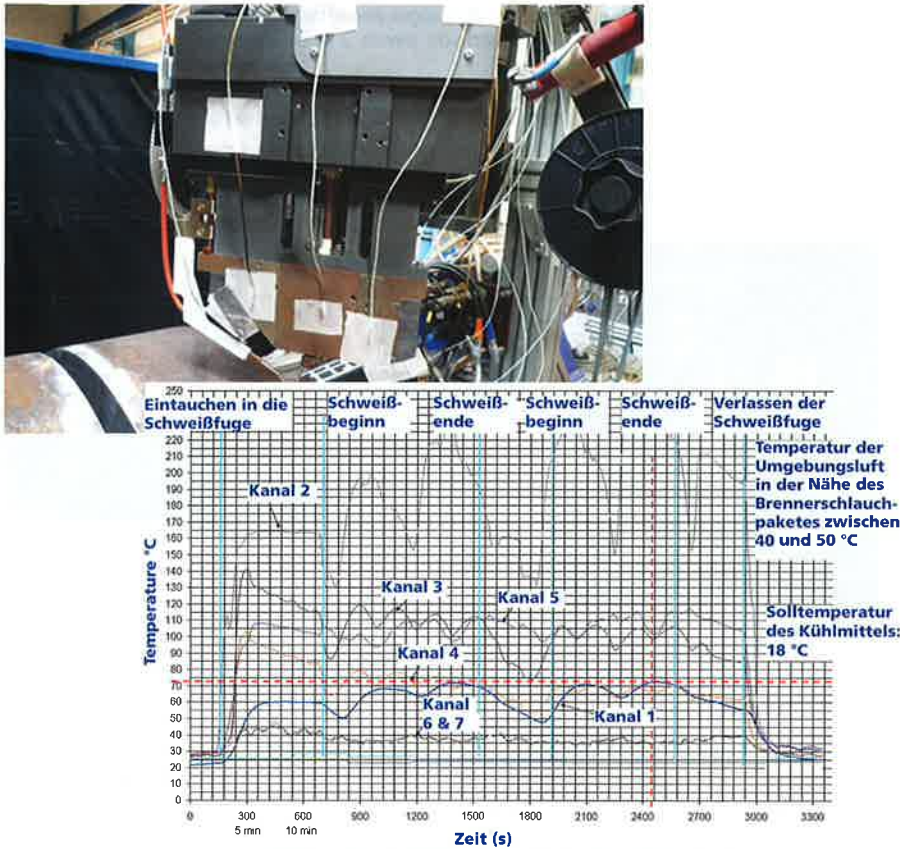 250
Eintauchen in die
Schweißfuge
Schweiß-
beginn
Schweiß-
ende
Schweiß-
beginn
Schweiß-
ende
Verlassen der
Schweißfuge
220
210
200
190
180
170
160
150
140
130
120
110
100
90
80
70
60
50
40
30
20
10
0
Temperature °C
Kanal 2
Kanal 3
Kanal 5
Kanal 4
Kanal
6 & 7
Kanal 1
Temperatur der
Umgebungsluft
in der Nähe des
Brennerschlauch-
paketes zwischen
40 und 50 °C
Solltemperatur
des Kühlmittels:
18 °C
0 300 600 900 1200 1500 1800 2100 2400 2700 3000 3300
5 min 10 min
Zeit (s)